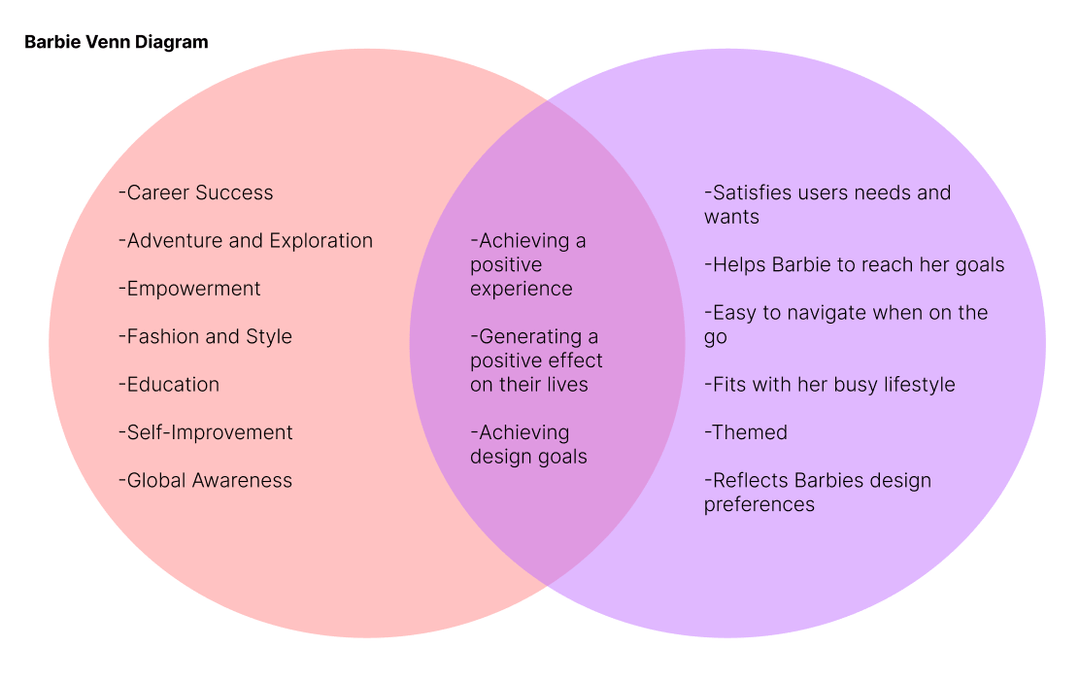 Barbie Venn Diagram
-Career Success
-Adventure and Exploration
-Empowerment
-Fashion and Style
-Education
-Self-Improvement
-Global Awareness
-Achieving a
positive
experience
-Generating a
positive effect
on their lives
-Achieving
design goals
-Satisfies users needs and
wants
-Helps Barbie to reach her goals
-Easy to navigate when on the
go
-Fits with her busy lifestyle
-Themed
-Reflects Barbies design
preferences